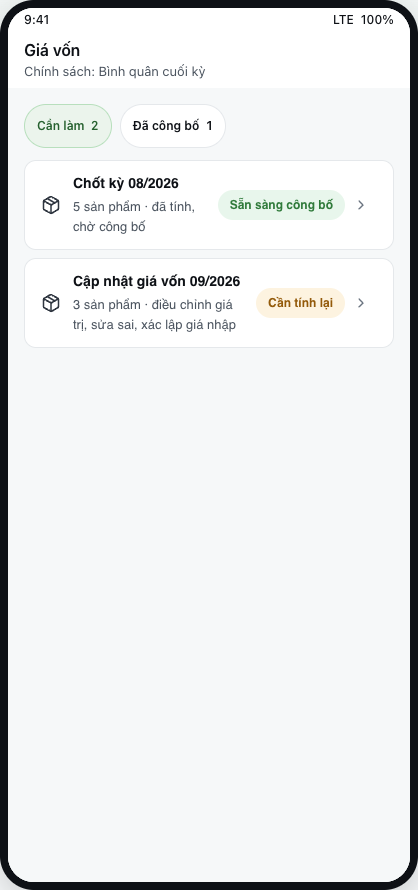 9:41 LTE 100%
Giá vốn
Chính sách: Bình quân cuối kỳ
Cần làm 2 Đã công bố 1
Chốt kỳ 08/2026
5 sản phẩm · đã tính,
chờ công bố
Sẵn sàng công bố
Cập nhật giá vốn 09/2026
3 sản phẩm · điều chỉnh giá
trị, sửa sai, xác lập giá nhập
Cần tính lại